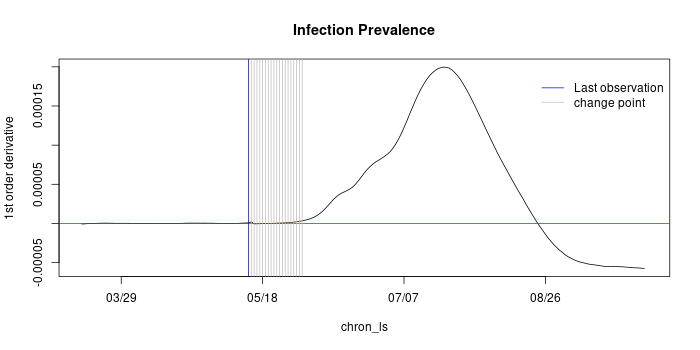 Infection Prevalence
1st order derivative
0.00015
0.00005
-0.00005
Last observation
change point
03/29
05/18
07/07
08/26
chron_ls